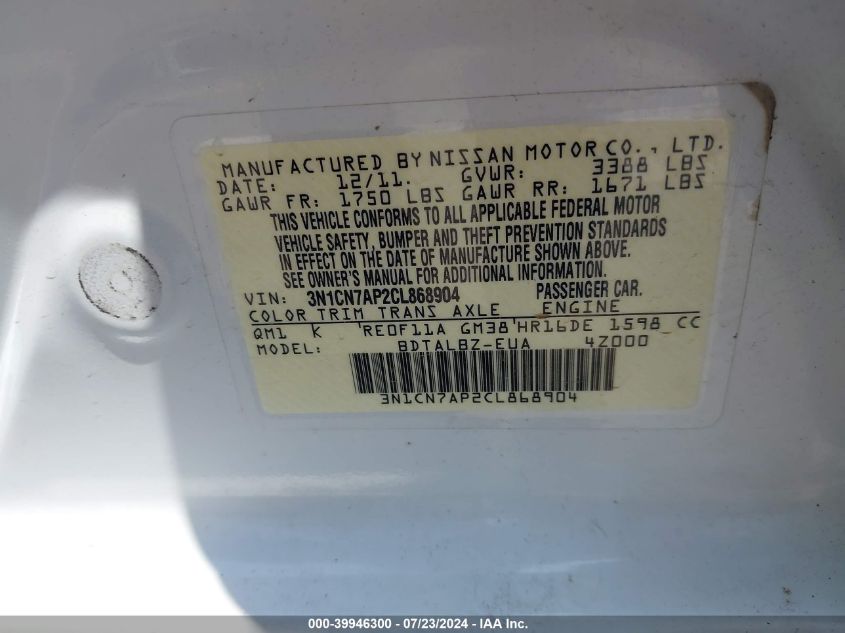 MANUFACTURED BY NISSAN MOTOR CO., LTD.
DATE: 12/11. GVWR: 3388 LBS
GAWR FR: 1750 LBS GAWR RR: 1671 LBS
THIS VEHICLE CONFORMS TO ALL APPLICABLE FEDERAL MOTOR
VEHICLE SAFETY, BUMPER AND THEFT PREVENTION STANDARDS
IN EFFECT ON THE DATE OF MANUFACTURE SHOWN ABOVE.
SEE OWNER'S MANUAL FOR ADDITIONAL INFORMATION.
VIN: 3N1CN7AP2CL868904 PASSENGER CAR.
COLOR TRIM TRANS AXLE ENGINE
QM1 K RE0F11A GM38 HR16DE 1598 CC
MODEL: BDTALBZ-EUA 4Z000
3N1CN7AP2CL868904
000-39946300 - 07/23/2024 - IAA Inc.